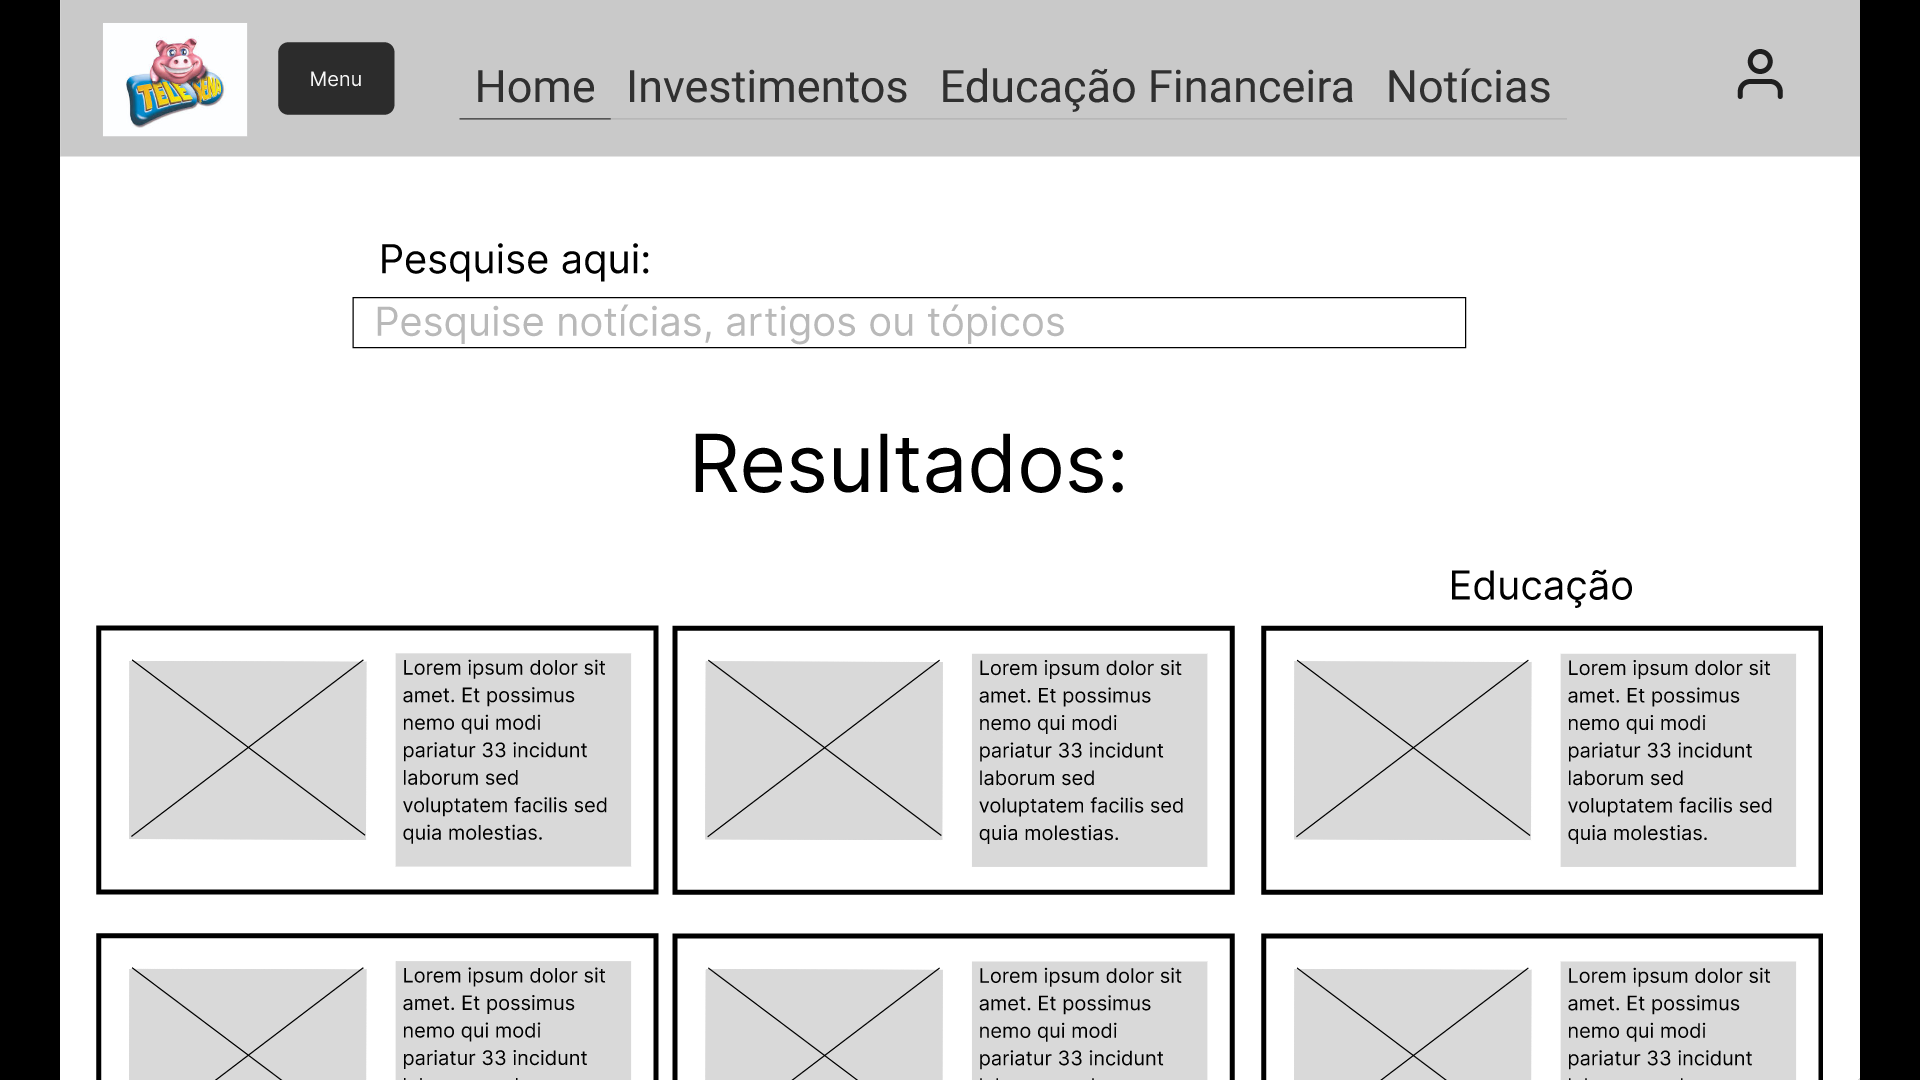 TELE SENA
Menu
Home Investimentos Educação Financeira Notícias
Pesquise aqui:
Pesquise notícias, artigos ou tópicos
Resultados:
Educação
Lorem ipsum dolor sit
amet. Et possimus
nemo qui modi
pariatur 33 incidunt
laborum sed
voluptatem facilis sed
quia molestias.
Lorem ipsum dolor sit
amet. Et possimus
nemo qui modi
pariatur 33 incidunt
laborum sed
voluptatem facilis sed
quia molestias.
Lorem ipsum dolor sit
amet. Et possimus
nemo qui modi
pariatur 33 incidunt
laborum sed
voluptatem facilis sed
quia molestias.
Lorem ipsum dolor sit
amet. Et possimus
nemo qui modi
pariatur 33 incidunt
Lorem ipsum dolor sit
amet. Et possimus
nemo qui modi
pariatur 33 incidunt
Lorem ipsum dolor sit
amet. Et possimus
nemo qui modi
pariatur 33 incidunt